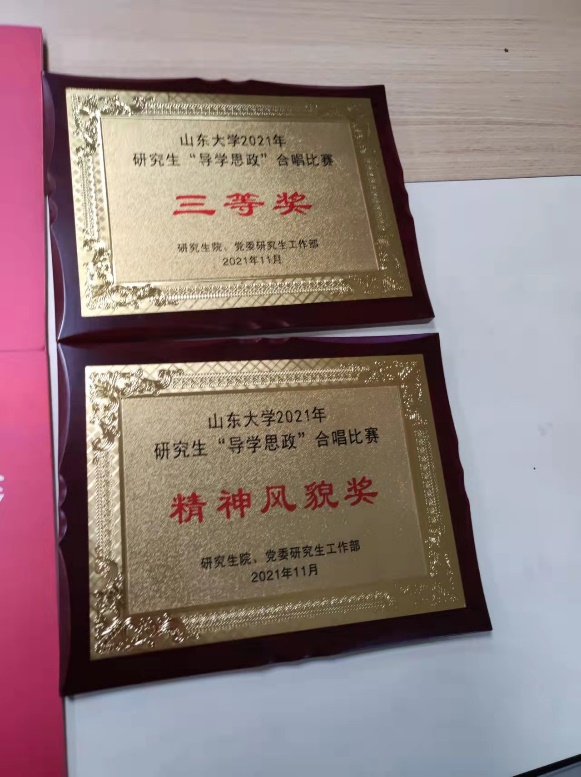 山东大学2021年
研究生“导学思政”合唱比赛
三等奖
研究生院、党委研究生工作部
2021年11月
山东大学2021年
研究生“导学思政”合唱比赛
精神风貌奖
研究生院、党委研究生工作部
2021年11月